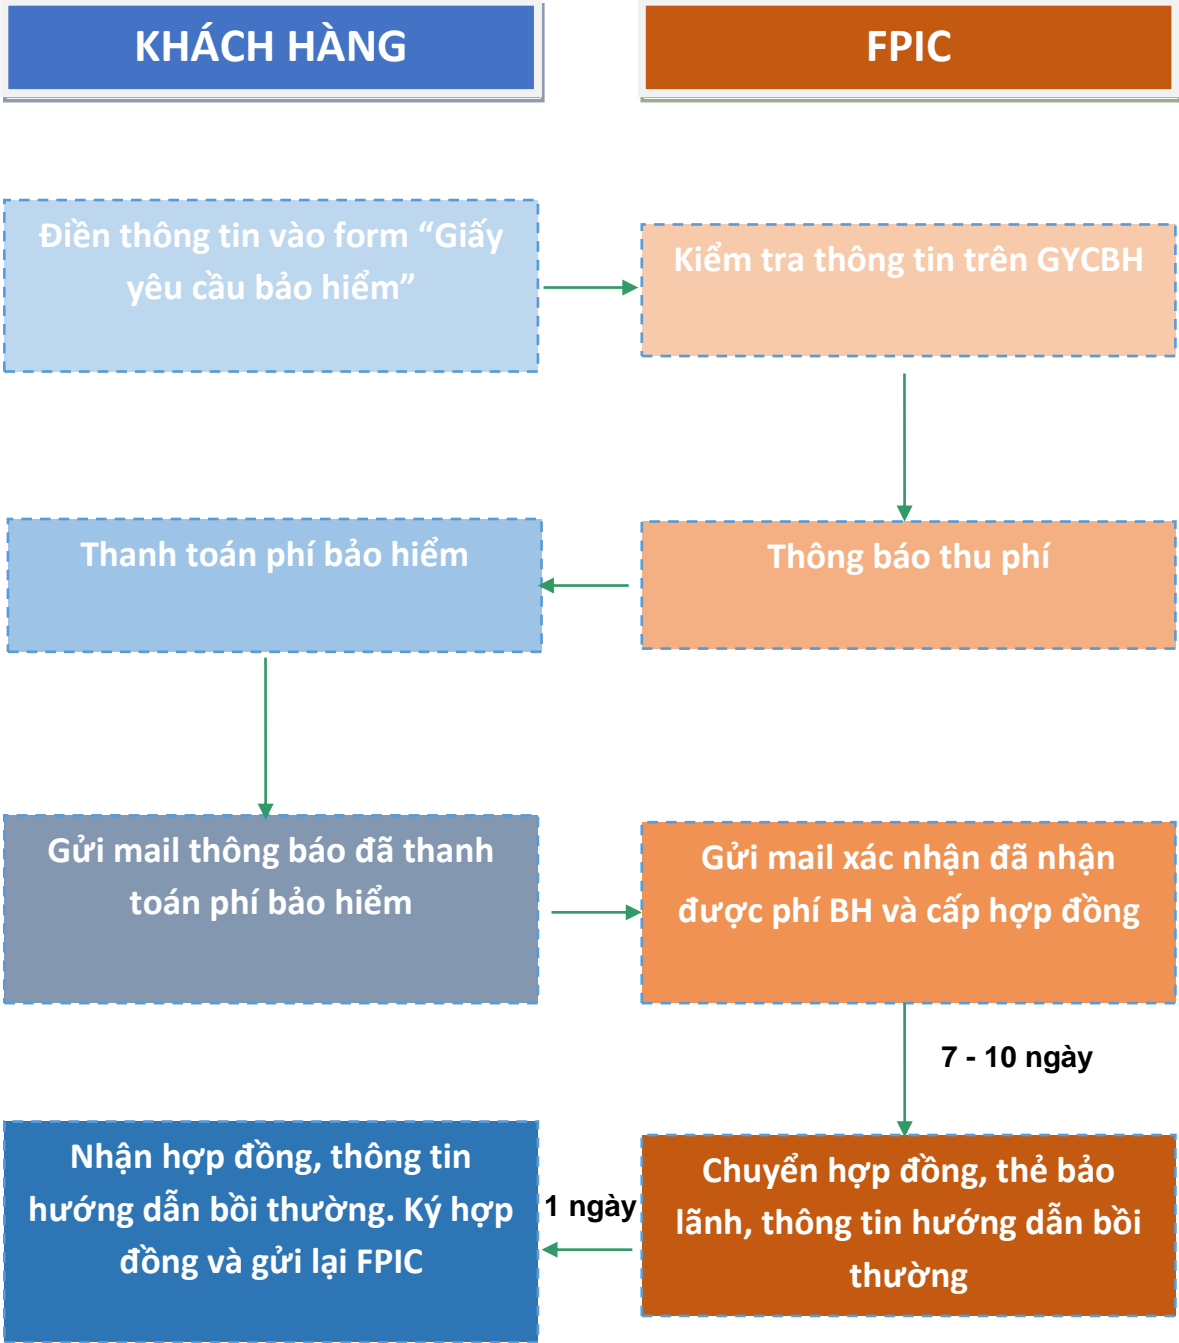 KHÁCH HÀNG
FPIC
Điền thông tin vào form “Giấy
yêu cầu bảo hiểm”
Kiểm tra thông tin trên GYCBH
Thông báo thu phí
Thanh toán phí bảo hiểm
Gửi mail thông báo đã thanh
toán phí bảo hiểm
Gửi mail xác nhận đã nhận
được phí BH và cấp hợp đồng
7 - 10 ngày
Chuyển hợp đồng, thẻ bảo
lãnh, thông tin hướng dẫn bồi
thường
1 ngày
Nhận hợp đồng, thông tin
hướng dẫn bồi thường. Ký hợp
đồng và gửi lại FPIC